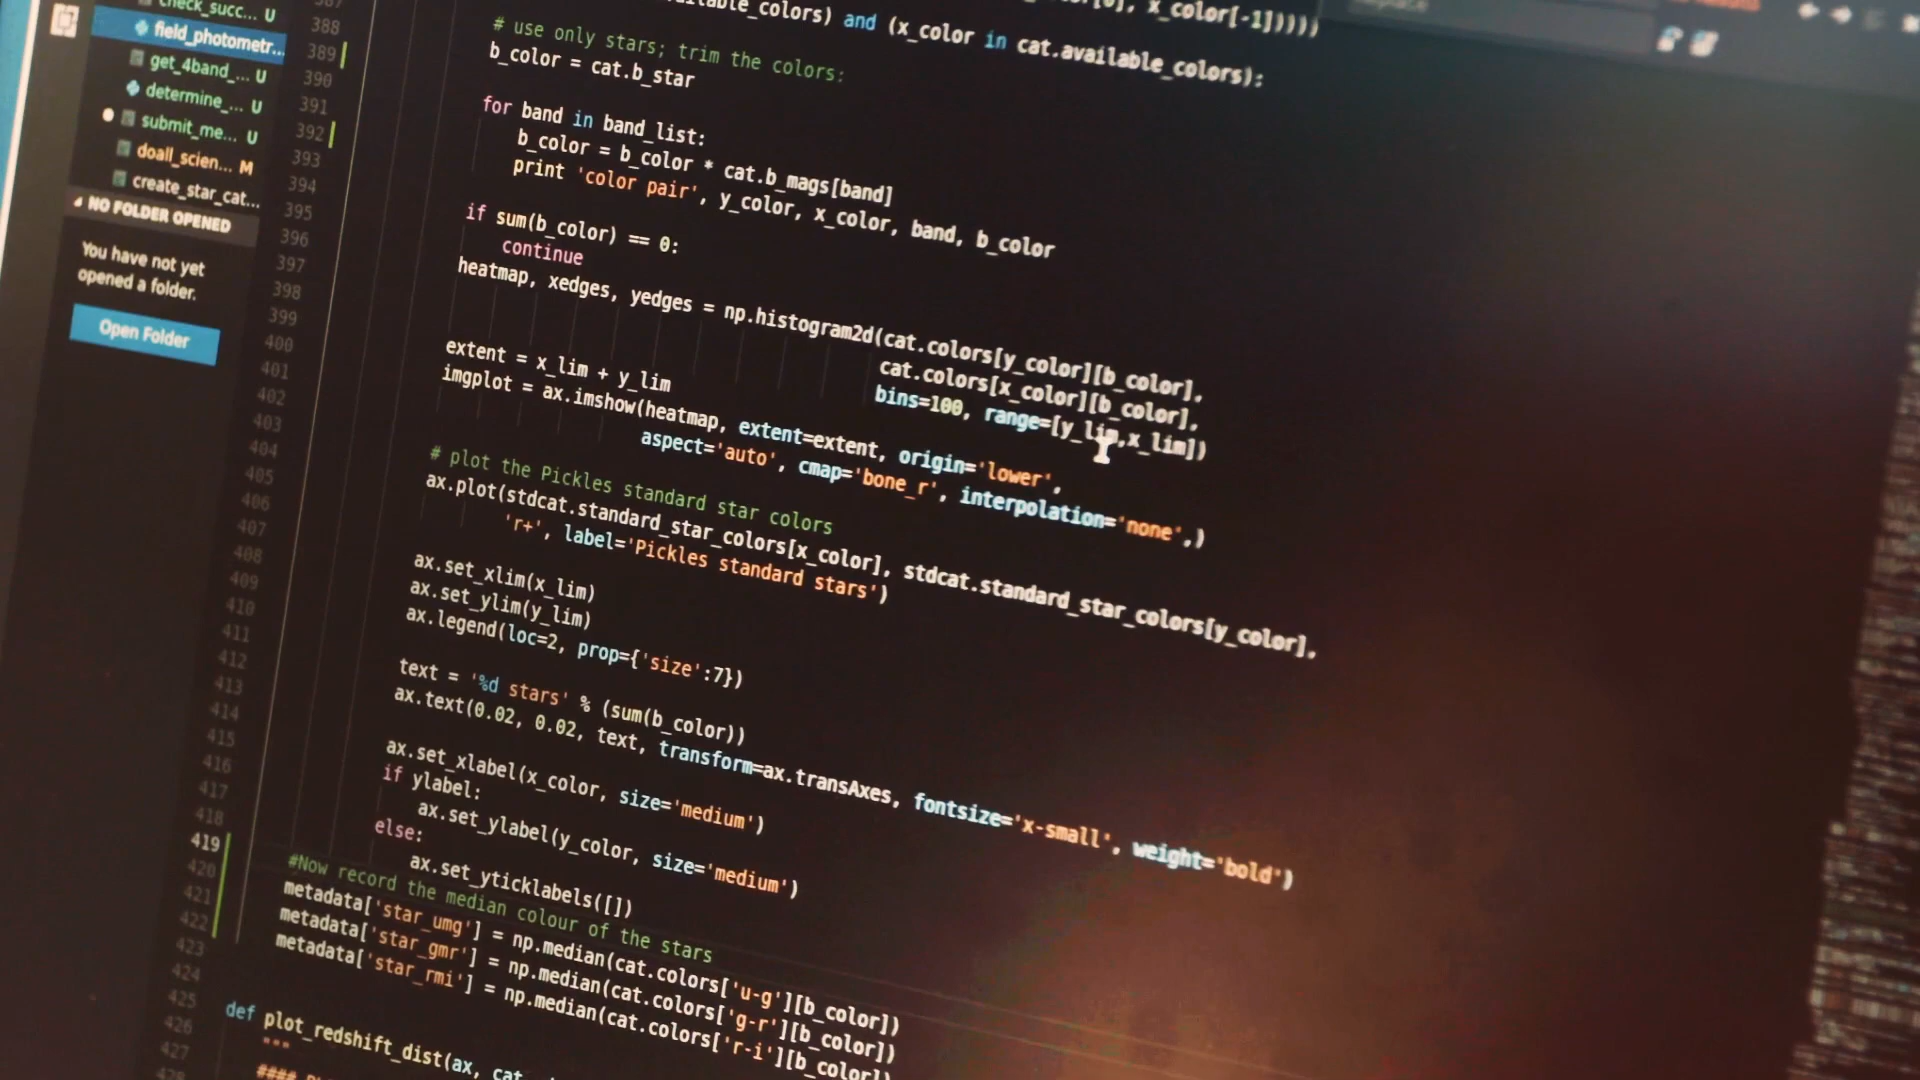 check_succ... U
field_photometr...
get_4band_... U
determine_... U
submit_me... U
doall_scien... M
create_star_cat...
NO FOLDER OPENED
You have not yet
opened a folder.
Open Folder
388
389
390
391
392
393
394
395
396
397
398
399
400
401
402
403
404
405
406
407
408
409
410
411
412
413
414
415
416
417
418
419
420
421
422
423
424
425
426
427
x_color[-1]))))
available_colors) and (x_color in cat.available_colors):
# use only stars; trim the colors:
b_color = cat.b_star
for band in band_list:
b_color = b_color * cat.b_mags[band]
print 'color pair', y_color, x_color, band, b_color
if sum(b_color) == 0:
continue
heatmap, xedges, yedges = np.histogram2d(cat.colors[y_color][b_color],
cat.colors[x_color][b_color],
bins=100, range=[y_lim,x_lim])
extent = x_lim + y_lim
imgplot = ax.imshow(heatmap, extent=extent, origin='lower',
aspect='auto', cmap='bone_r', interpolation='none',)
# plot the Pickles standard star colors
ax.plot(stdcat.standard_star_colors[x_color], stdcat.standard_star_colors[y_color],
'r+', label='Pickles standard stars')
ax.set_xlim(x_lim)
ax.set_ylim(y_lim)
ax.legend(loc=2, prop={'size':7})
text = '%d stars' % (sum(b_color))
ax.text(0.02, 0.02, text, transform=ax.transAxes, fontsize='x-small', weight='bold')
ax.set_xlabel(x_color, size='medium')
if ylabel:
ax.set_ylabel(y_color, size='medium')
else:
ax.set_yticklabels([])
#Now record the median colour of the stars
metadata['star_umg'] = np.median(cat.colors['u-g'][b_color])
metadata['star_gmr'] = np.median(cat.colors['g-r'][b_color])
metadata['star_rmi'] = np.median(cat.colors['r-i'][b_color])
def plot_redshift_dist(ax, cat
"""
####